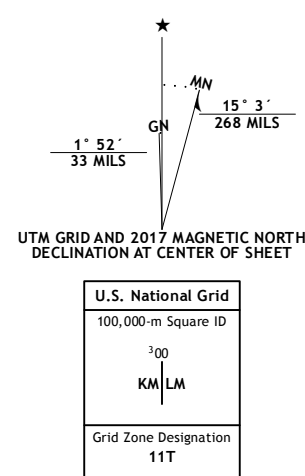 ★
MN
GN
15° 3´
268 MILS
1° 52´
33 MILS
UTM GRID AND 2017 MAGNETIC NORTH
DECLINATION AT CENTER OF SHEET
U.S. National Grid
100,000-m Square ID
³00
KM LM
Grid Zone Designation
11T